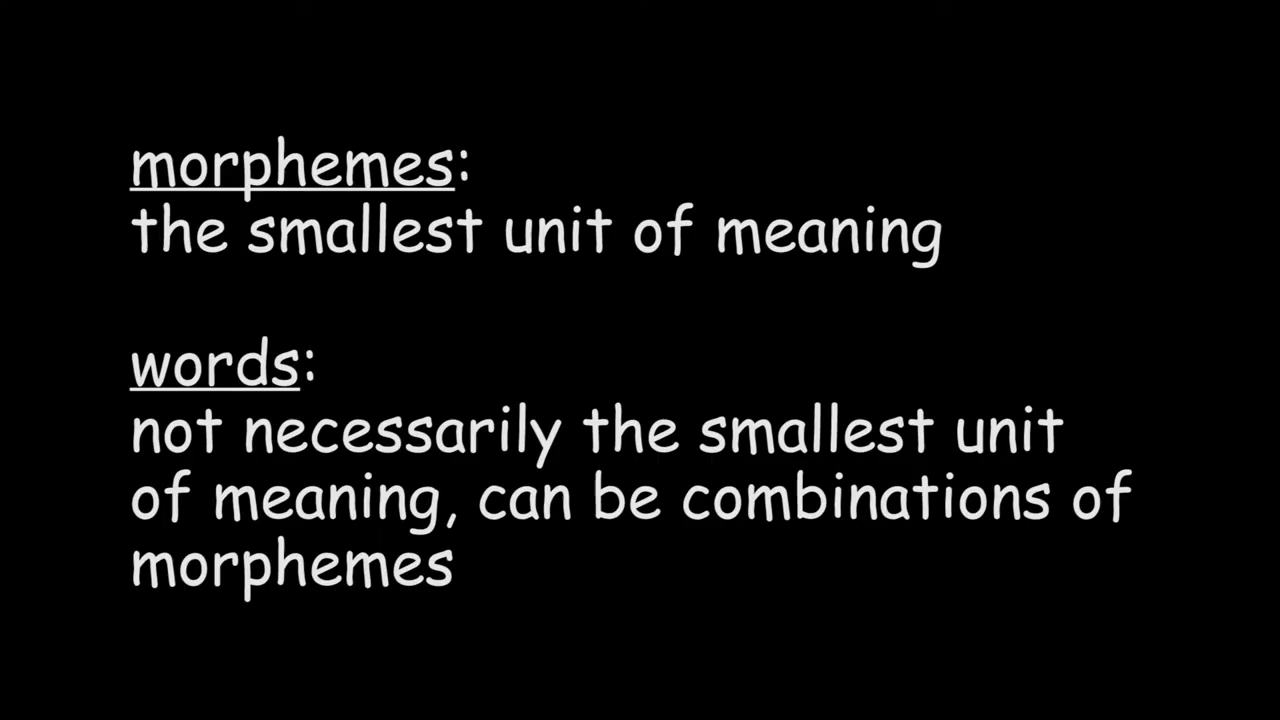 morphemes:
the smallest unit of meaning
words:
not necessarily the smallest unit
of meaning, can be combinations of
morphemes